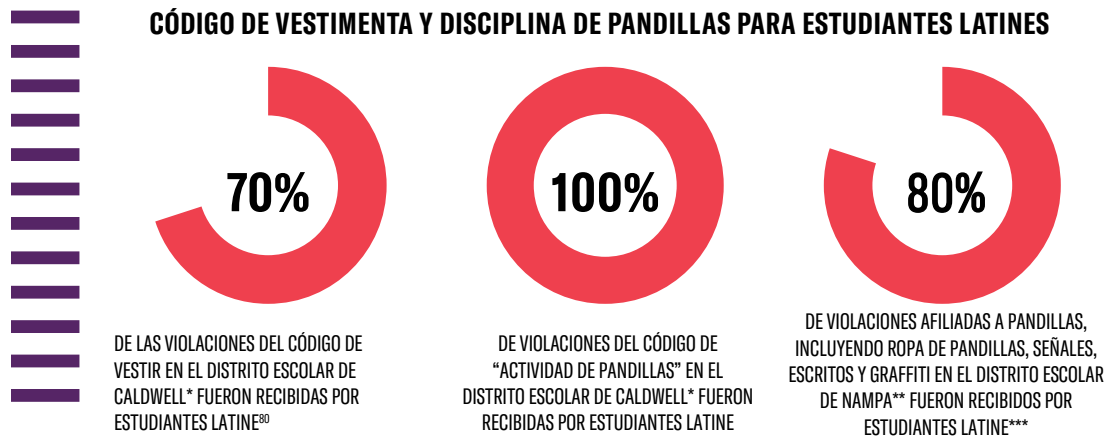 CÓDIGO DE VESTIMENTA Y DISCIPLINA DE PANDILLAS PARA ESTUDIANTES LATINES
70%
DE LAS VIOLACIONES DEL CÓDIGO DE
VESTIR EN EL DISTRITO ESCOLAR DE
CALDWELL* FUERON RECIBIDAS POR
ESTUDIANTES LATINE⁸⁰
100%
DE VIOLACIONES DEL CÓDIGO DE
“ACTIVIDAD DE PANDILLAS” EN EL
DISTRITO ESCOLAR DE CALDWELL* FUERON
RECIBIDAS POR ESTUDIANTES LATINE
80%
DE VIOLACIONES AFILIADAS A PANDILLAS,
INCLUYENDO ROPA DE PANDILLAS, SEÑALES,
ESCRITOS Y GRAFFITI EN EL DISTRITO ESCOLAR
DE NAMPA** FUERON RECIBIDOS POR
ESTUDIANTES LATINE***